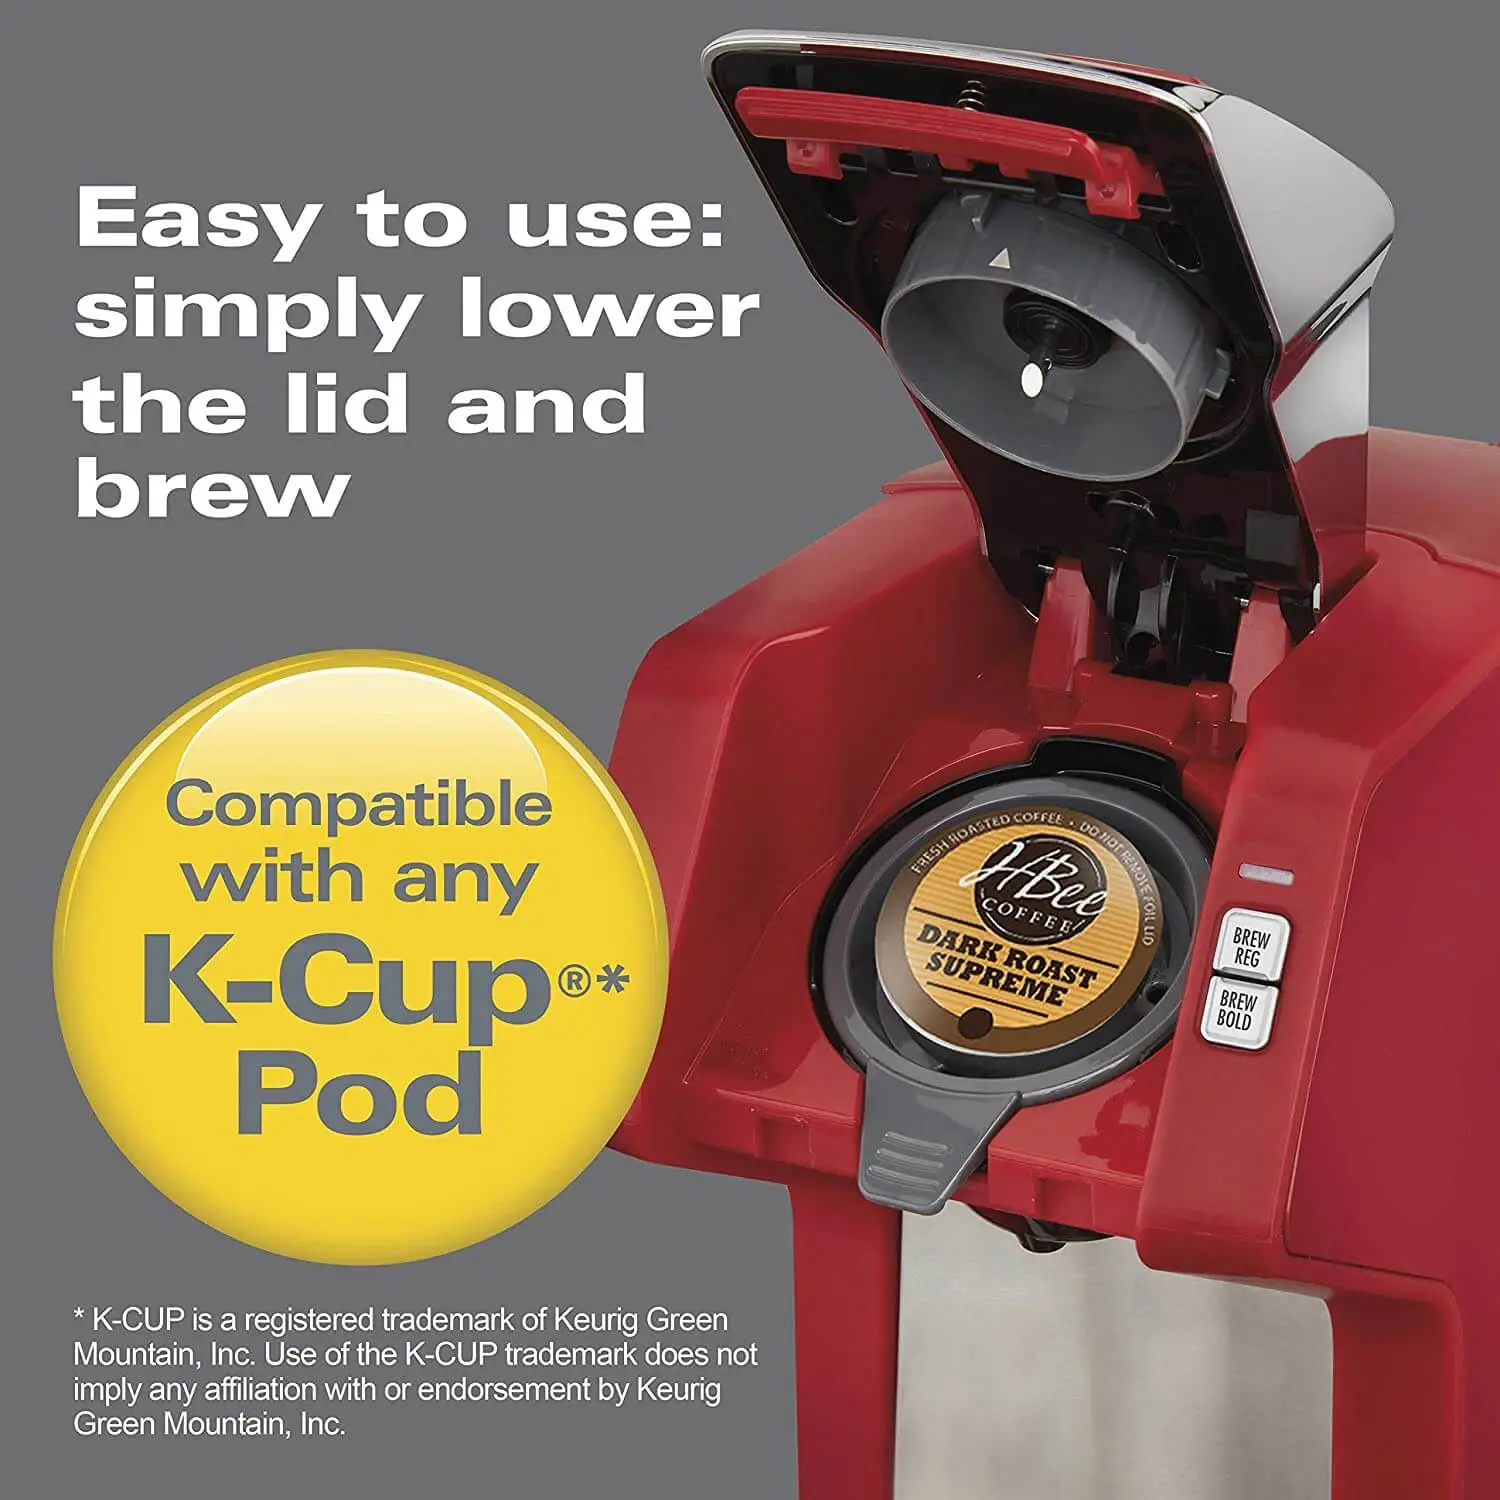 Easy to use:
simply lower
the lid and
brew
Compatible
with any
K-Cup®*
Pod
* K-CUP is a registered trademark of Keurig Green
Mountain, Inc. Use of the K-CUP trademark does not
imply any affiliation with or endorsement by Keurig
Green Mountain, Inc.
FRESH ROASTED COFFEE • DO NOT REMOVE FOIL LID
JABee
COFFEE
DARK ROAST
SUPREME
BREW
REG
BREW
BOLD